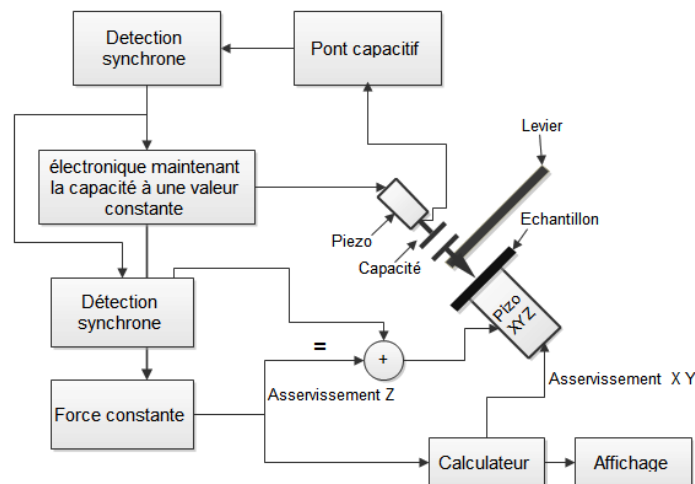 Detection
synchrone
Pont capacitif
Levier
électronique maintenant
la capacité à une valeur
constante
Echantillon
Piezo
Capacité
Pizo
XYZ
Détection
synchrone
=
+
Asservissement X Y
Asservissement Z
Force constante
Calculateur
Affichage